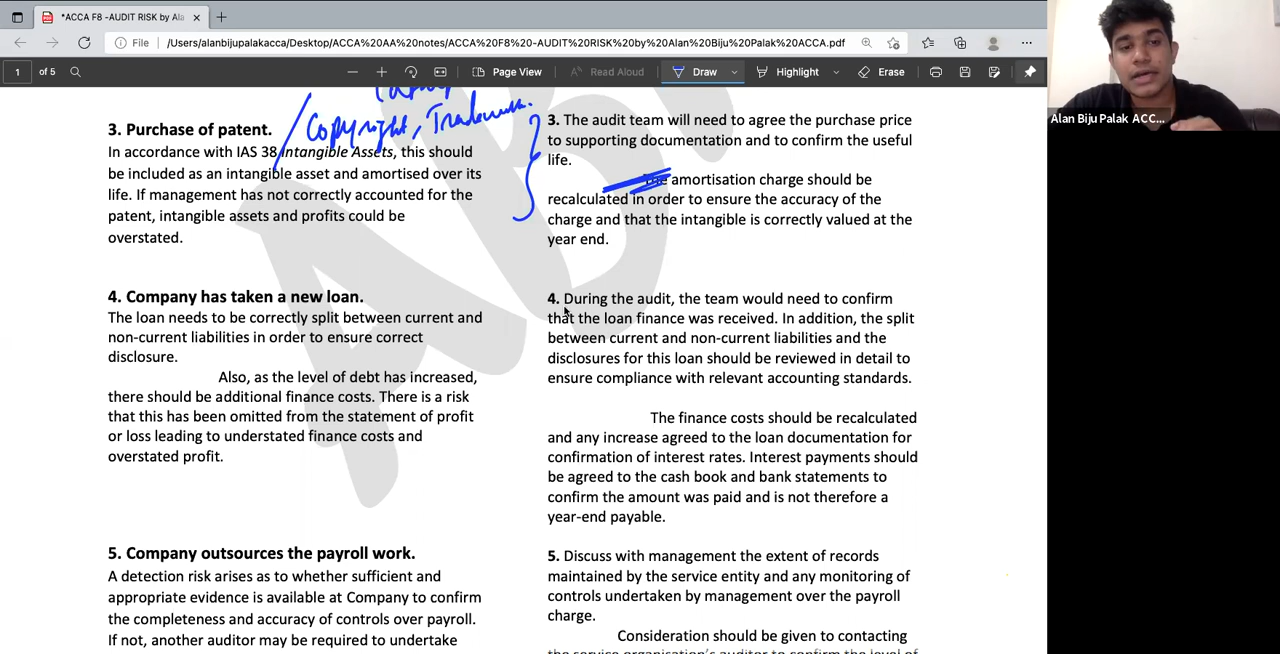 *ACCA F8 -AUDIT RISK by Ala
File
/Users/alanbijupalakacca/Desktop/ACCA%20AA%20notes/ACCA%20F8%20-AUDIT%20RISK%20by%20Alan%20Biju%20Palak%20ACCA.pdf
1 of 5
Page View
Read Aloud
Draw
Highlight
Erase
Alan Biju Palak ACC...
Copyright, Trademark.
3. Purchase of patent.
In accordance with IAS 38 Intangible Assets, this should
be included as an intangible asset and amortised over its
life. If management has not correctly accounted for the
patent, intangible assets and profits could be
overstated.
4. Company has taken a new loan.
The loan needs to be correctly split between current and
non-current liabilities in order to ensure correct
disclosure.
Also, as the level of debt has increased,
there should be additional finance costs. There is a risk
that this has been omitted from the statement of profit
or loss leading to understated finance costs and
overstated profit.
5. Company outsources the payroll work.
A detection risk arises as to whether sufficient and
appropriate evidence is available at Company to confirm
the completeness and accuracy of controls over payroll.
If not, another auditor may be required to undertake
3. The audit team will need to agree the purchase price
to supporting documentation and to confirm the useful
life.
The amortisation charge should be
recalculated in order to ensure the accuracy of the
charge and that the intangible is correctly valued at the
year end.
4. During the audit, the team would need to confirm
that the loan finance was received. In addition, the split
between current and non-current liabilities and the
disclosures for this loan should be reviewed in detail to
ensure compliance with relevant accounting standards.
The finance costs should be recalculated
and any increase agreed to the loan documentation for
confirmation of interest rates. Interest payments should
be agreed to the cash book and bank statements to
confirm the amount was paid and is not therefore a
year-end payable.
5. Discuss with management the extent of records
maintained by the service entity and any monitoring of
controls undertaken by management over the payroll
charge.
Consideration should be given to contacting
the service organisation's auditor to confirm the level of